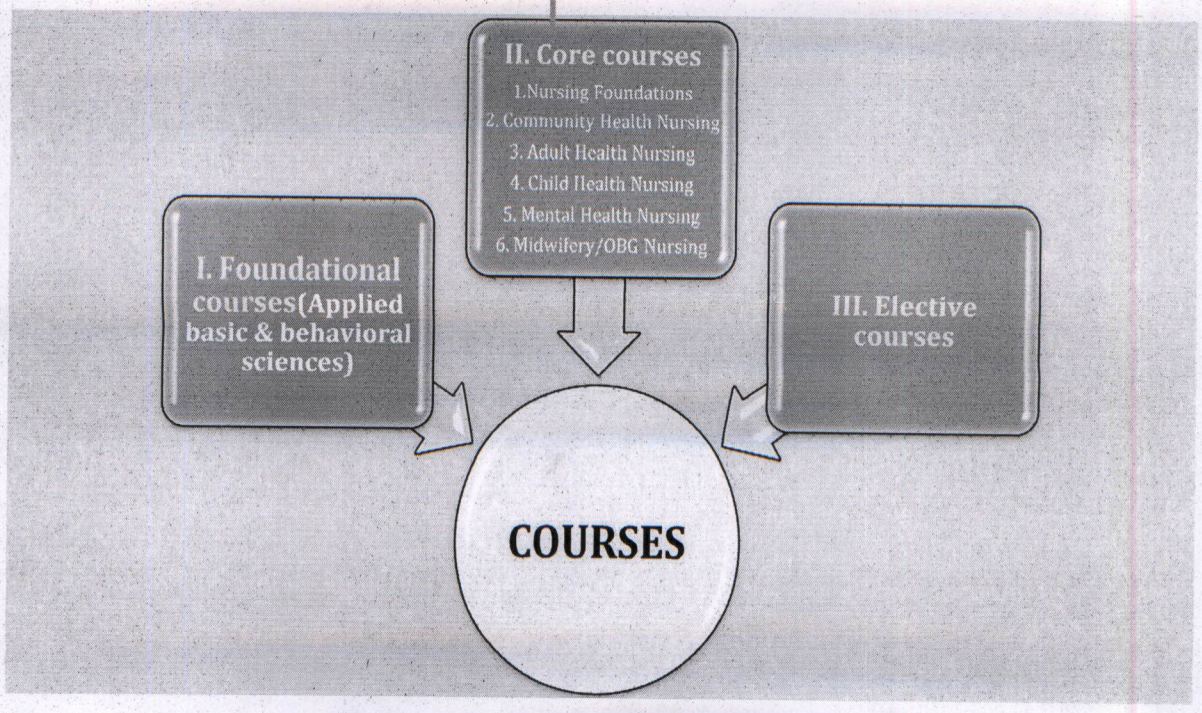 I. Foundational
courses(Applied
basic & behavioral
sciences)
II. Core courses
1.Nursing Foundations
2. Community Health Nursing
3. Adult Health Nursing
4. Child Health Nursing
5. Mental Health Nursing
6. Midwifery/OBG Nursing
III. Elective
courses
COURSES